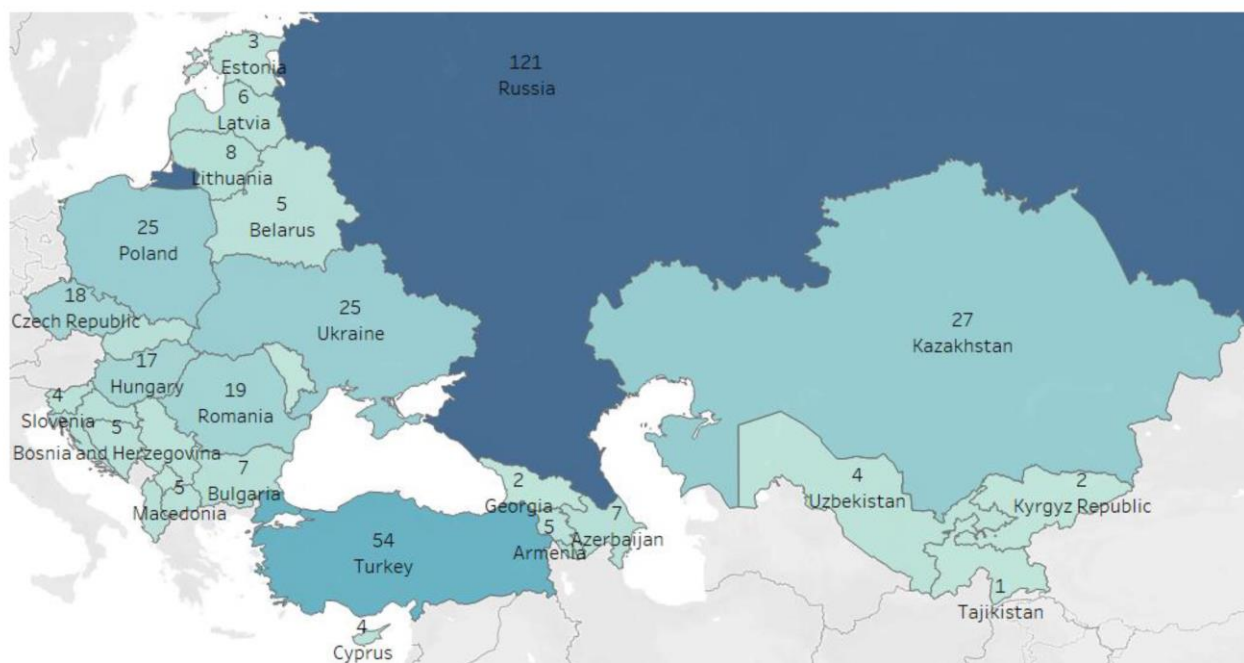 3
Estonia
121
Russia
6
Latvia
8
Lithuania
5
Belarus
25
Poland
18
Czech Republic
25
Ukraine
27
Kazakhstan
17
Hungary
19
Romania
4
Slovenia
5
Bosnia and Herzegovina
7
Bulgaria
5
Macedonia
2
Georgia
5
Armenia
7
Azerbaijan
4
Uzbekistan
2
Kyrgyz Republic
54
Turkey
1
Tajikistan
4
Cyprus